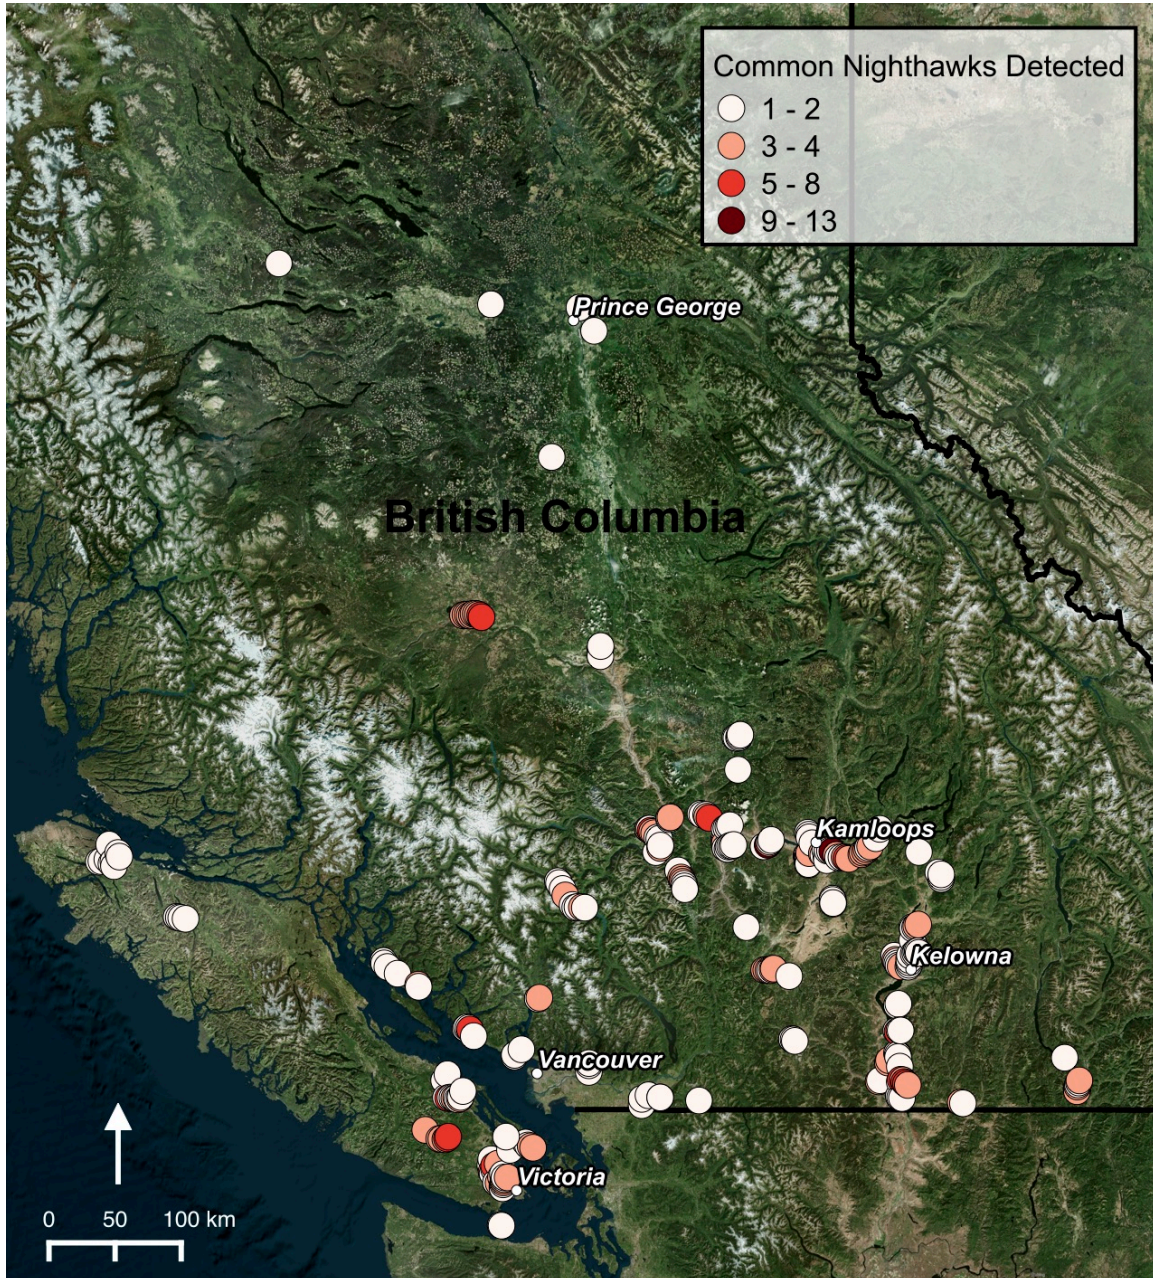 Common Nighthawks Detected
1 - 2
3 - 4
5 - 8
9 - 13
Prince George
British Columbia
Kamloops
Kelowna
Vancouver
Victoria
0 50 100 km